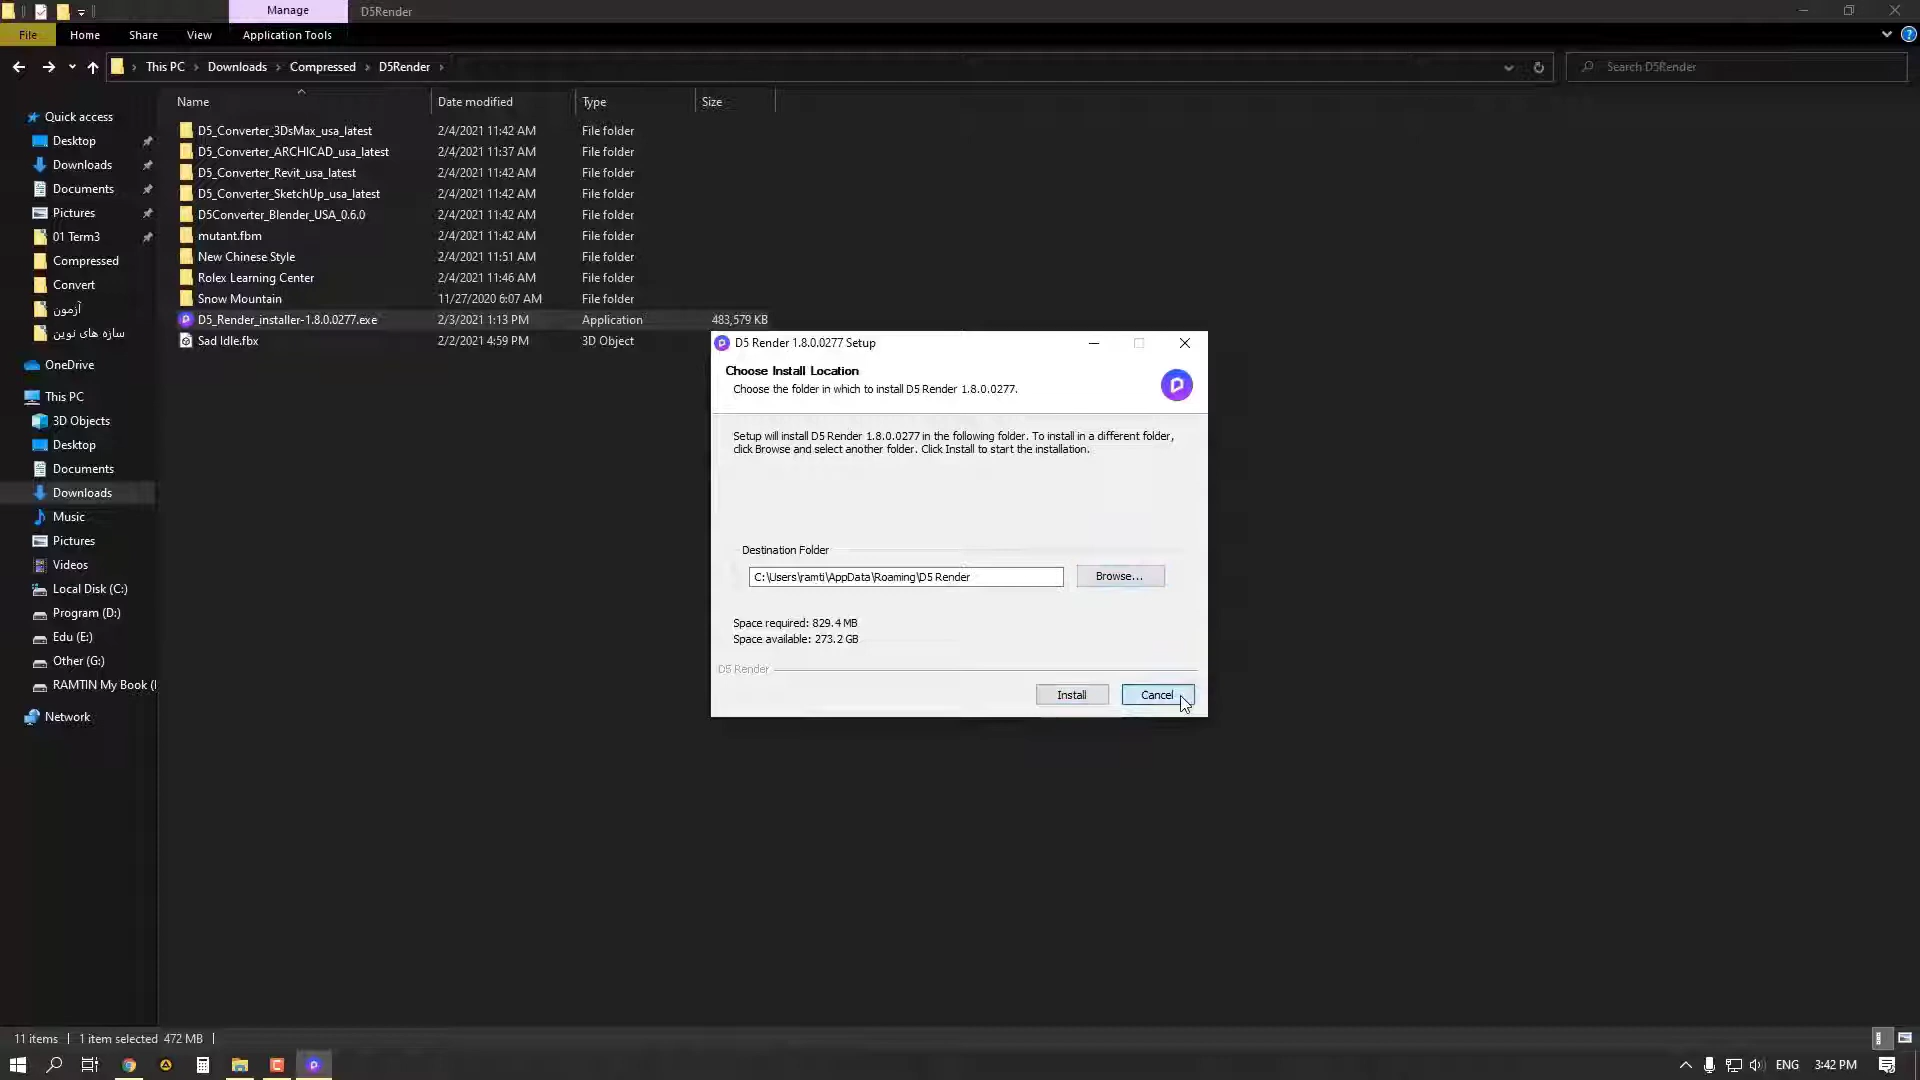 Manage
D5Render
File
Home
Share
View
Application Tools
This PC
Downloads
Compressed
D5Render
Search D5Render
Name
Date modified
Type
Size
D5_Converter_3DsMax_usa_latest 2/4/2021 11:42 AM File folder
D5_Converter_ARCHICAD_usa_latest 2/4/2021 11:37 AM File folder
D5_Converter_Revit_usa_latest 2/4/2021 11:42 AM File folder
D5_Converter_SketchUp_usa_latest 2/4/2021 11:42 AM File folder
D5Converter_Blender_USA_0.6.0 2/4/2021 11:42 AM File folder
mutant.fbm 2/4/2021 11:42 AM File folder
New Chinese Style 2/4/2021 11:51 AM File folder
Rolex Learning Center 2/4/2021 11:46 AM File folder
Snow Mountain 11/27/2020 6:07 AM File folder
D5_Render_installer-1.8.0.0277.exe 2/3/2021 1:13 PM Application 483,579 KB
Sad Idle.fbx 2/2/2021 4:59 PM 3D Object
Quick access
Desktop
Downloads
Documents
Pictures
01 Term3
Compressed
Convert
آزمون
سازه های نوین
OneDrive
This PC
3D Objects
Desktop
Documents
Downloads
Music
Pictures
Videos
Local Disk (C:)
Program (D:)
Edu (E:)
Other (G:)
RAMTIN My Book (
Network
D5 Render 1.8.0.0277 Setup
Choose Install Location
Choose the folder in which to install D5 Render 1.8.0.0277.
Setup will install D5 Render 1.8.0.0277 in the following folder. To install in a different folder,
click Browse and select another folder. Click Install to start the installation.
Destination Folder
C:\Users\ramti\AppData\Roaming\D5 Render
Browse...
Space required: 829.4 MB
Space available: 273.2 GB
D5 Render
Install
Cancel
11 items
1 item selected 472 MB
ENG
3:42 PM